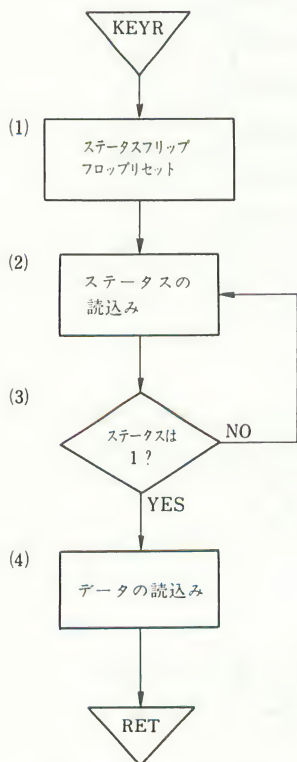 KEYR
(1)
ステータスフリップ
フロップリセット
(2)
ステータスの
読込み
(3)
ステータスは
1?
NO
YES
(4)
データの読込み
RET